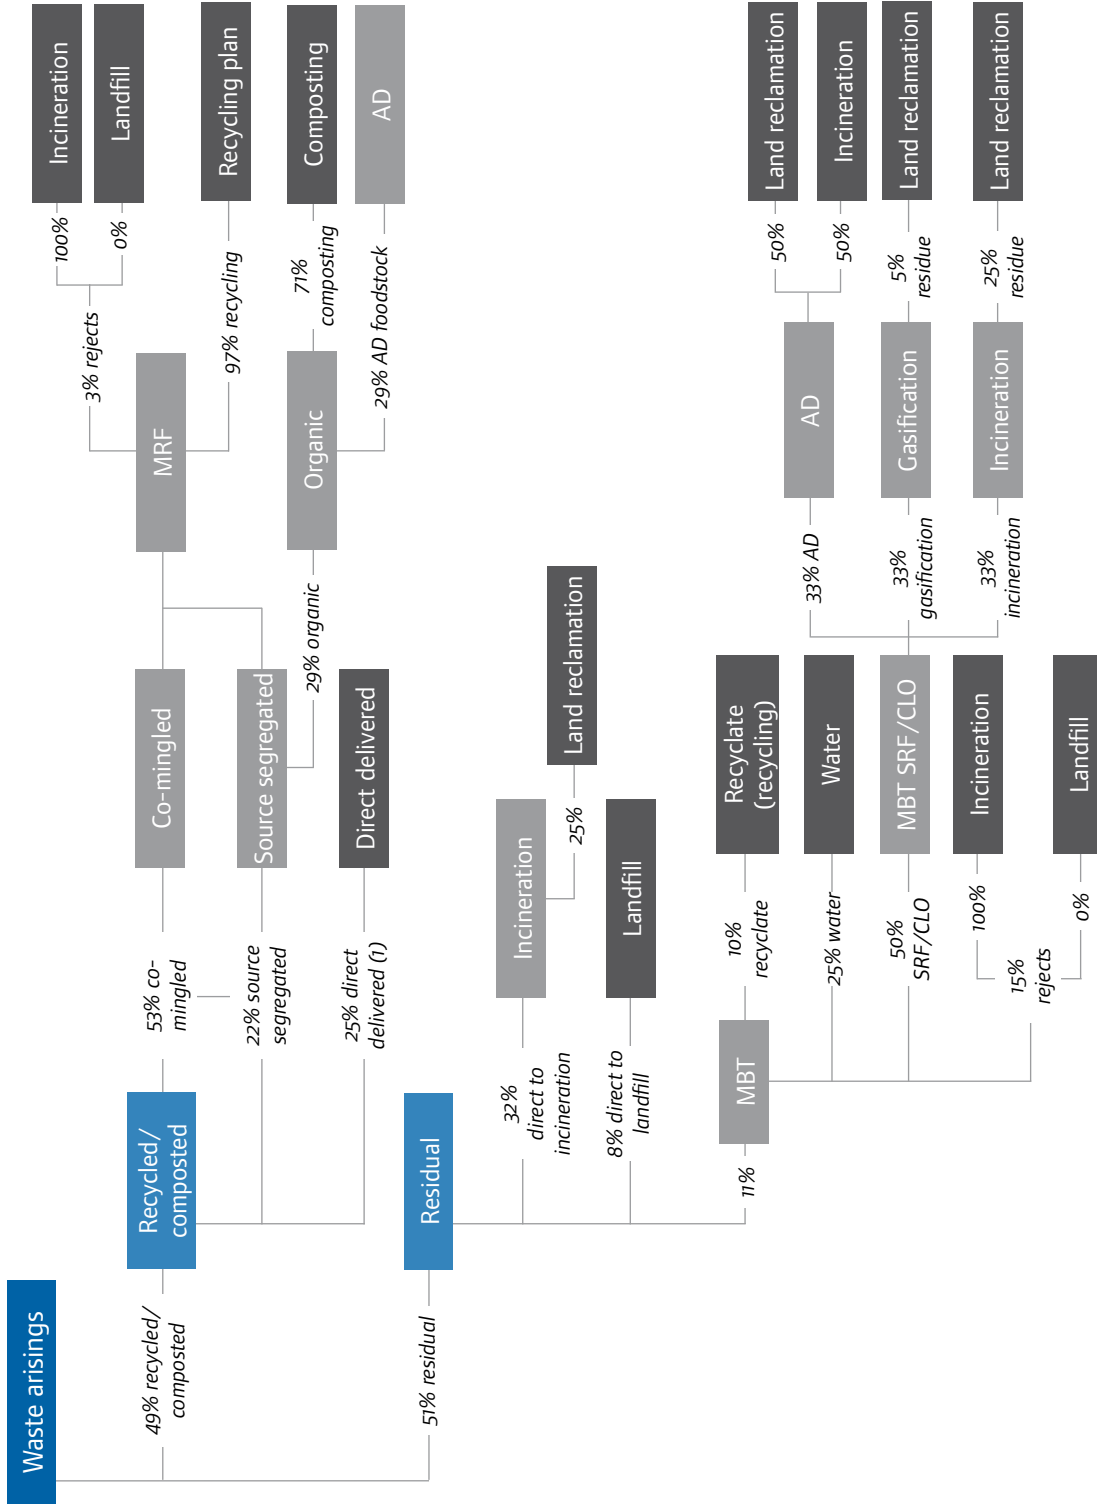 Waste arisings
49% recycled/
composted
51% residual
Recycled/
composted
Residual
53% co-
mingled
22% source
segregated
25% direct
delivered (1)
32%
direct to
incineration
8% direct to
landfill
11%
Co-mingled
Source segregated
Direct delivered
Incineration
Landfill
MBT
29% organic
25%
Land reclamation
10%
recyclate
25% water
50%
SRF/CLO
15%
rejects
100%
0%
Recyclate
(recycling)
Water
MBT SRF/CLO
Incineration
Landfill
MRF
Organic
33% AD
33%
gasification
33%
incineration
AD
Gasification
Incineration
3% rejects
97% recycling
71%
composting
29% AD foodstock
100%
0%
50%
50%
5%
residue
25%
residue
Incineration
Landfill
Recycling plan
Composting
AD
Land reclamation
Incineration
Land reclamation
Land reclamation